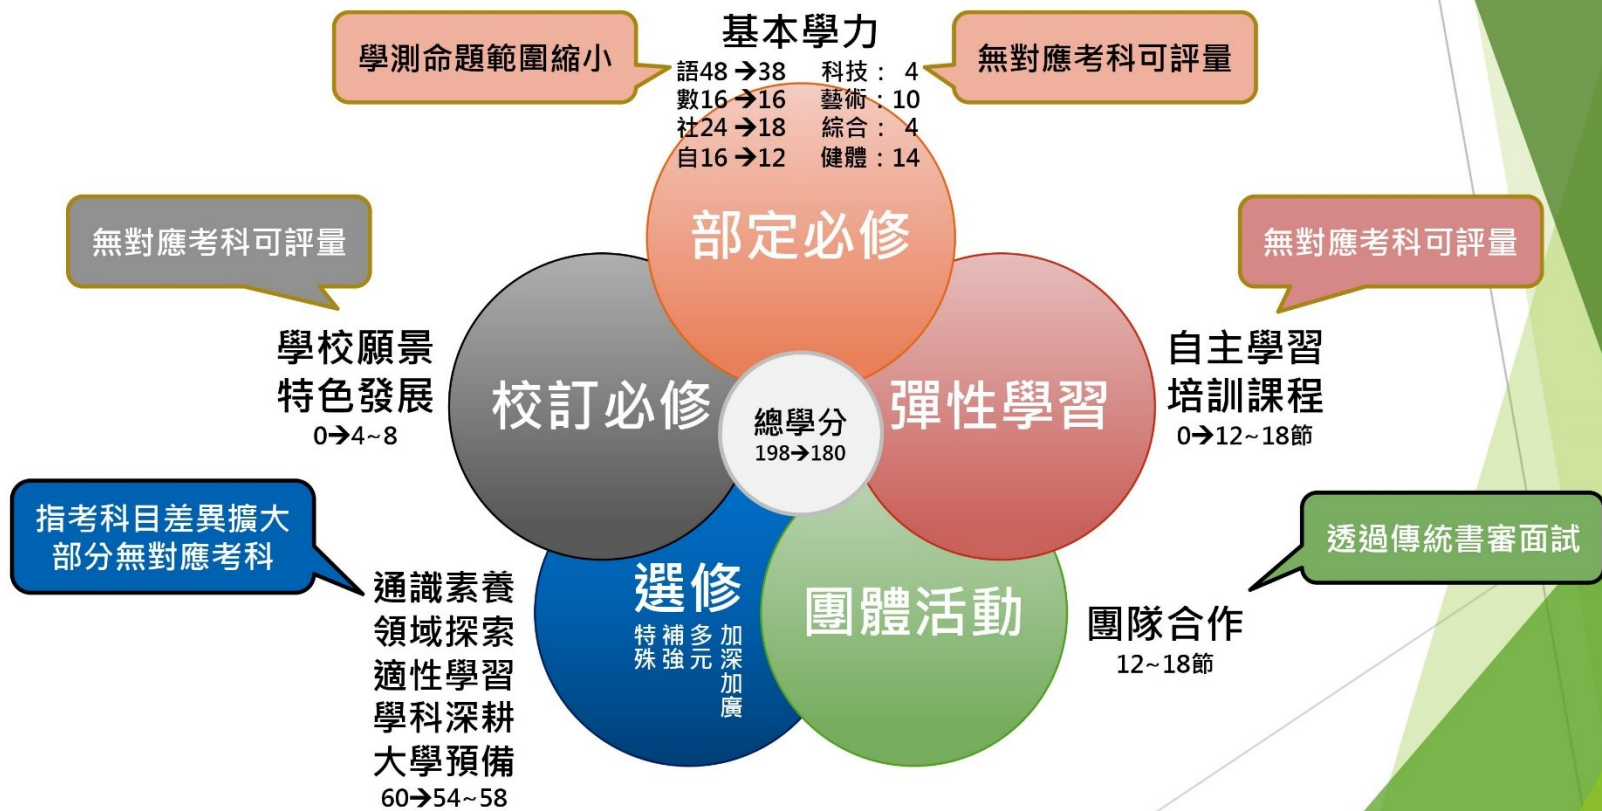 學測命題範圍縮小
基本學力
語48→38 科技： 4
數16→16 藝術：10
社24→18 綜合： 4
自16→12 健體：14
無對應考科可評量
部定必修
無對應考科可評量
學校願景
特色發展
0→4~8
校訂必修
總學分
198→180
彈性學習
無對應考科可評量
自主學習
培訓課程
0→12~18節
指考科目差異擴大
部分無對應考科
通識素養
領域探索
適性學習
學科深耕
大學預備
60→54~58
選修
加深加廣
多元
補強
特殊
團體活動
透過傳統書審面試
團隊合作
12~18節